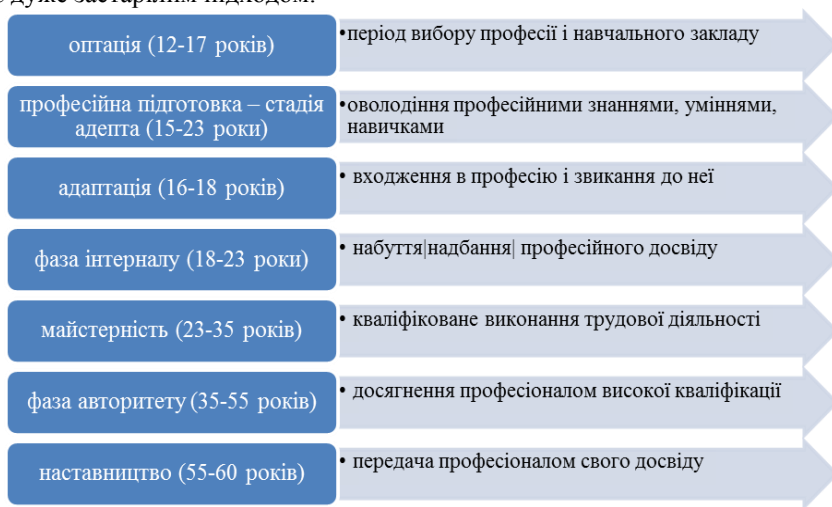 дуже застарілим підходом.
оптація (12-17 років)
•період вибору професії і навчального закладу
професійна підготовка – стадія
адепта (15-23 роки)
•оволодіння професійними знаннями, уміннями,
навичками
адаптація (16-18 років)
• входження в професію і звикання до неї
фаза інтерналу (18-23 роки)
• набуття|надбання| професійного досвіду
майстерність (23-35 років)
• кваліфіковане виконання трудової діяльності
фаза авторитету (35-55 років)
• досягнення професіоналом високої кваліфікації
наставництво (55-60 років)
• передача професіоналом свого досвіду